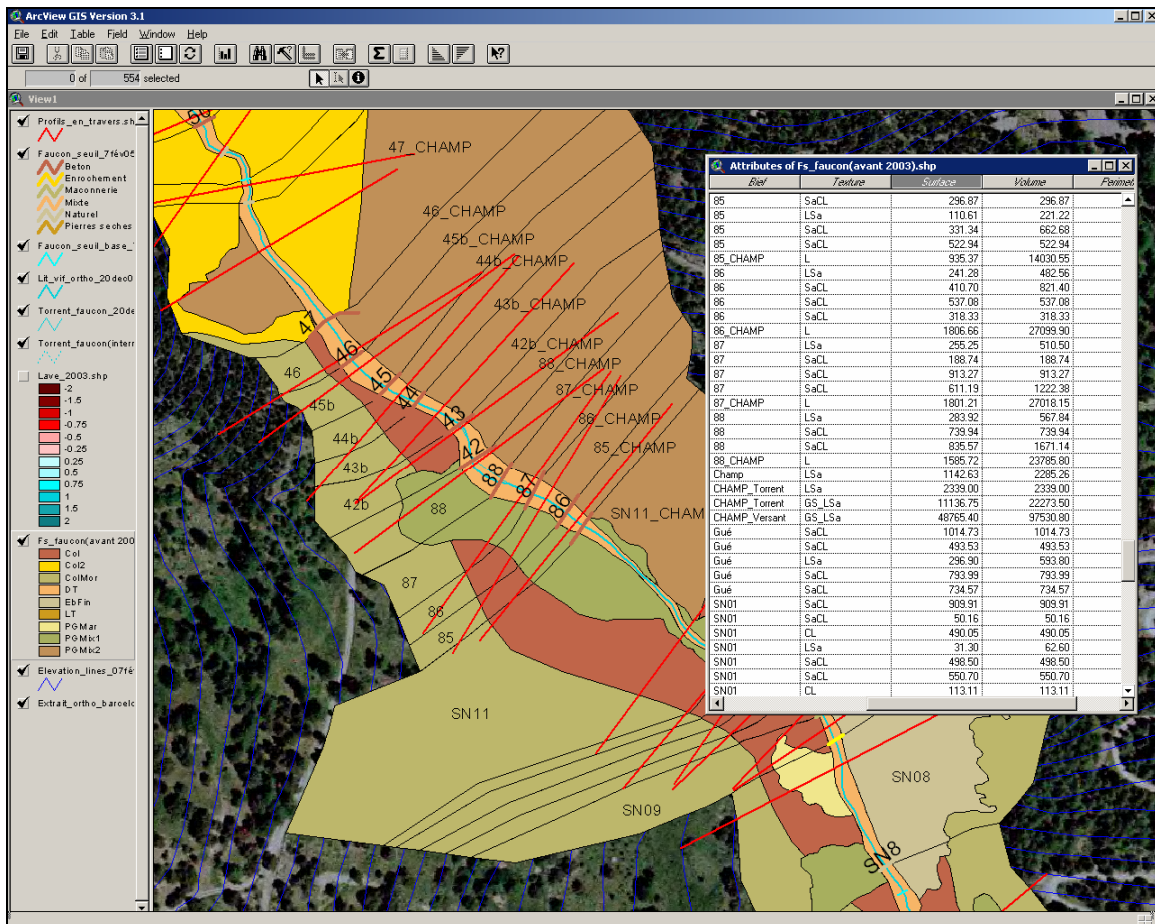 ArcView GIS Version 3.1
File Edit Table Field Window Help
0 of 554 selected
View1
Profils_en_travers.sh
Faucon_seuil_7fév05
Beton
Enrochement
Maconnerie
Mixte
Naturel
Pierres seches
Faucon_seuil_base_
Lit_vif_ortho_20dec0
Torrent_faucon_20de
Torrent_faucon(interr
Lave_2003.shp
-2
-1.5
-1
-0.75
-0.5
-0.25
0.25
0.5
0.75
1
1.5
2
Fs_faucon(avant 200
Col
Col2
ColMor
DT
EbFin
LT
PGMar
PGMix1
PGMix2
Elevation_lines_07fé
Extrait_ortho_barcelo
47_CHAMP
46_CHAMP
45b_CHAMP
44b_CHAMP
43b_CHAMP
42b_CHAMP
88_CHAMP
87_CHAMP
86_CHAMP
85_CHAMP
SN11_CHAM
47
46
45
44
43
42
88
87
86
46
45b
44b
43b
42b
88
87
86
85
SN11
SN09
SN08
SN8
Attributes of Fs_faucon(avant 2003).shp
Bief Texture Surface Volume Perimet
85 SaCL 296.87 296.87
85 LSa 110.61 221.22
85 SaCL 331.34 662.68
85 SaCL 522.94 522.94
85_CHAMP L 935.37 14030.55
86 LSa 241.28 482.56
86 SaCL 410.70 821.40
86 SaCL 537.08 537.08
86 SaCL 318.33 318.33
86_CHAMP L 1806.66 27099.90
87 LSa 255.25 510.50
87 SaCL 188.74 188.74
87 SaCL 913.27 913.27
87 SaCL 611.19 1222.38
87_CHAMP L 1801.21 27018.15
88 LSa 283.92 567.84
88 SaCL 739.94 739.94
88 SaCL 835.57 1671.14
88_CHAMP L 1585.72 23785.80
Champ LSa 1142.63 2285.26
CHAMP_Torrent LSa 2339.00 2339.00
CHAMP_Torrent GS_LSa 11136.75 22273.50
CHAMP_Versant GS_LSa 48765.40 97530.80
Gué SaCL 1014.73 1014.73
Gué SaCL 493.53 493.53
Gué LSa 296.90 593.80
Gué SaCL 793.99 793.99
Gué SaCL 734.57 734.57
SN01 SaCL 909.91 909.91
SN01 SaCL 50.16 50.16
SN01 CL 490.05 490.05
SN01 LSa 31.30 62.60
SN01 SaCL 498.50 498.50
SN01 SaCL 550.70 550.70
SN01 CL 113.11 113.11